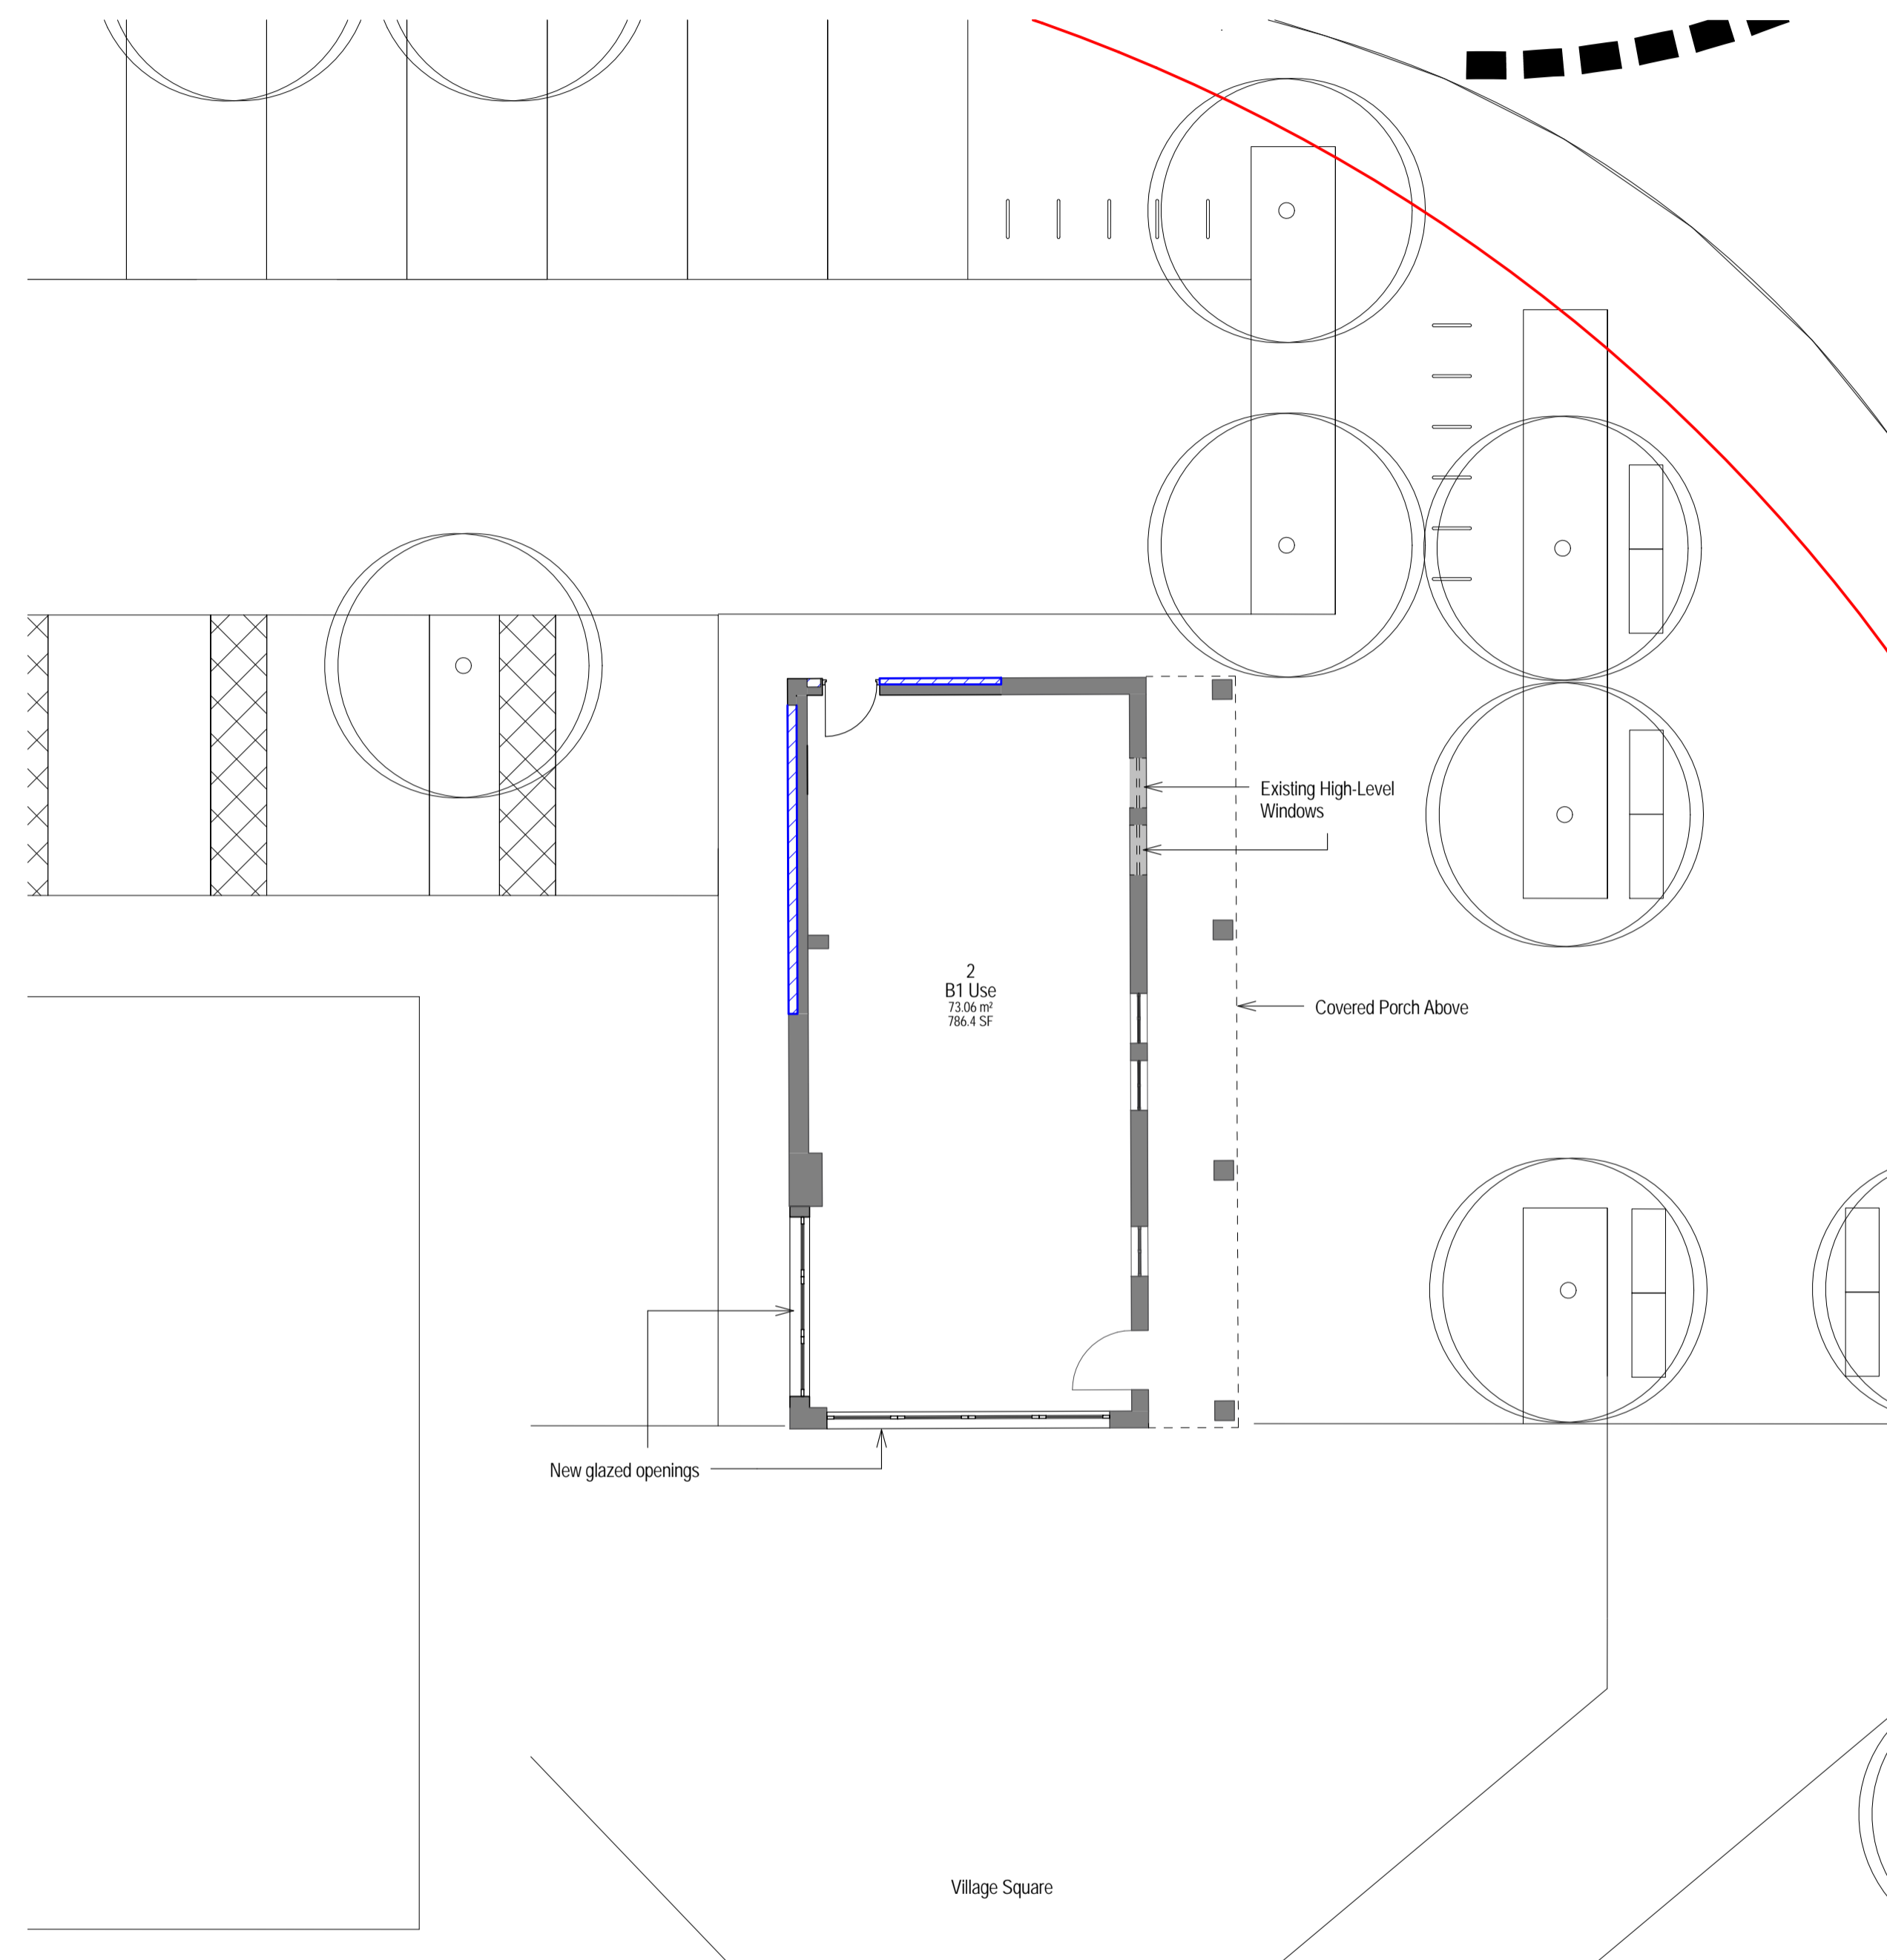 Existing High-Level
Windows
2
B1 Use
73.06 m²
786.4 SF
Covered Porch Above
New glazed openings
Village Square